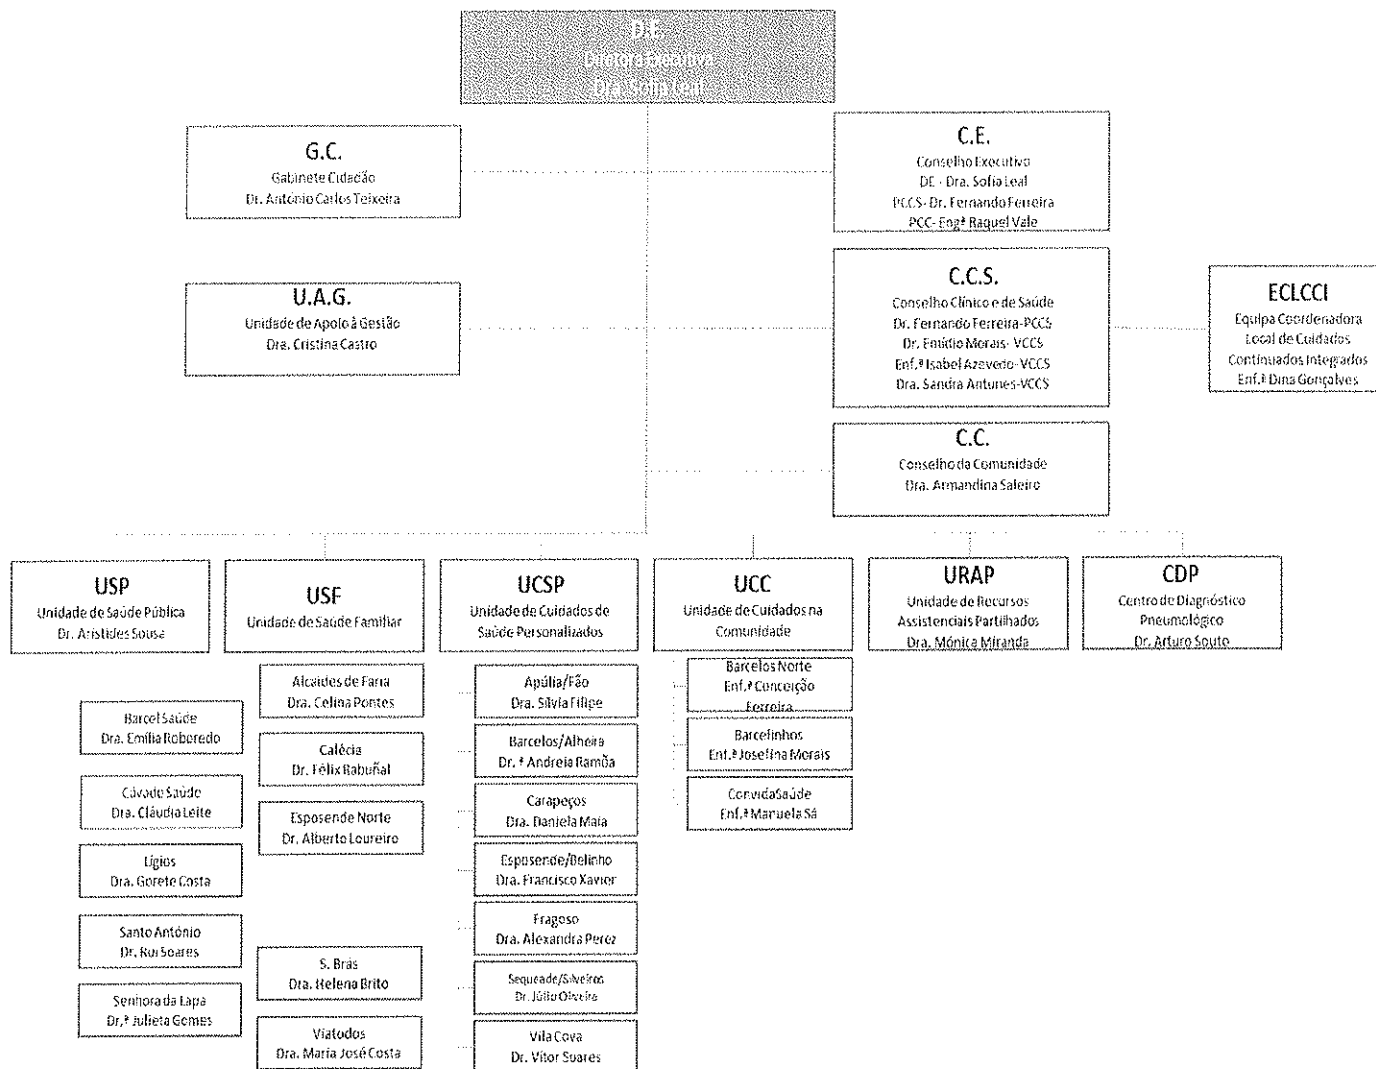 D.E.
Diretora Executiva
Dra. Sofia Leal
G.C.
Gabinete Cidadão
Dr. António Carlos Teixeira
C.E.
Conselho Executivo
DE - Dra. Sofia Leal
PCCS- Dr. Fernando Ferreira
PCC- Engª Raquel Vale
U.A.G.
Unidade de Apoio à Gestão
Dra. Cristina Castro
C.C.S.
Conselho Clínico e de Saúde
Dr. Fernando Ferreira-PCCS
Dr. Emídio Morais- VCCS
Enf.ª Isabel Azevedo-VCCS
Dra. Sandra Antunes-VCCS
ECLCCI
Equipa Coordenadora
Local de Cuidados
Continuados Integrados
Enf.ª Dina Gonçalves
C.C.
Conselho da Comunidade
Dra. Armandina Saleiro
USP
Unidade de Saúde Pública
Dr. Aristides Sousa
USF
Unidade de Saúde Familiar
UCSP
Unidade de Cuidados de
Saúde Personalizados
UCC
Unidade de Cuidados na
Comunidade
URAP
Unidade de Recursos
Assistenciais Partilhados
Dra. Mónica Miranda
CDP
Centro de Diagnóstico
Pneumológico
Dr. Arturo Souto
Barcel Saúde
Dra. Emília Roboredo
Cávado Saúde
Dra. Cláudia Leite
Lígios
Dra. Gorete Costa
Santo António
Dr. Rui Soares
Senhora da Lapa
Dr.ª Julieta Gomes
Alcaides de Faria
Dra. Celina Pontes
Calécia
Dr. Félix Rabuñal
Esposende Norte
Dr. Alberto Loureiro
S. Brás
Dra. Helena Brito
Viatodos
Dra. Maria José Costa
Apúlia/Fão
Dra. Sílvia Filipe
Barcelos/Alheira
Dr. ª Andreia Ramôa
Carapeços
Dra. Daniela Maia
Esposende/Belinho
Dra. Francisco Xavier
Fragoso
Dra. Alexandra Perez
Sequeade/Silveiros
Dr. Júlio Oliveira
Vila Cova
Dr. Vítor Soares
Barcelos Norte
Enf.ª Conceição
Ferreira
Barcelinhos
Enf.ª Josefina Morais
ConvidaSaúde
Enf.ª Manuela Sá